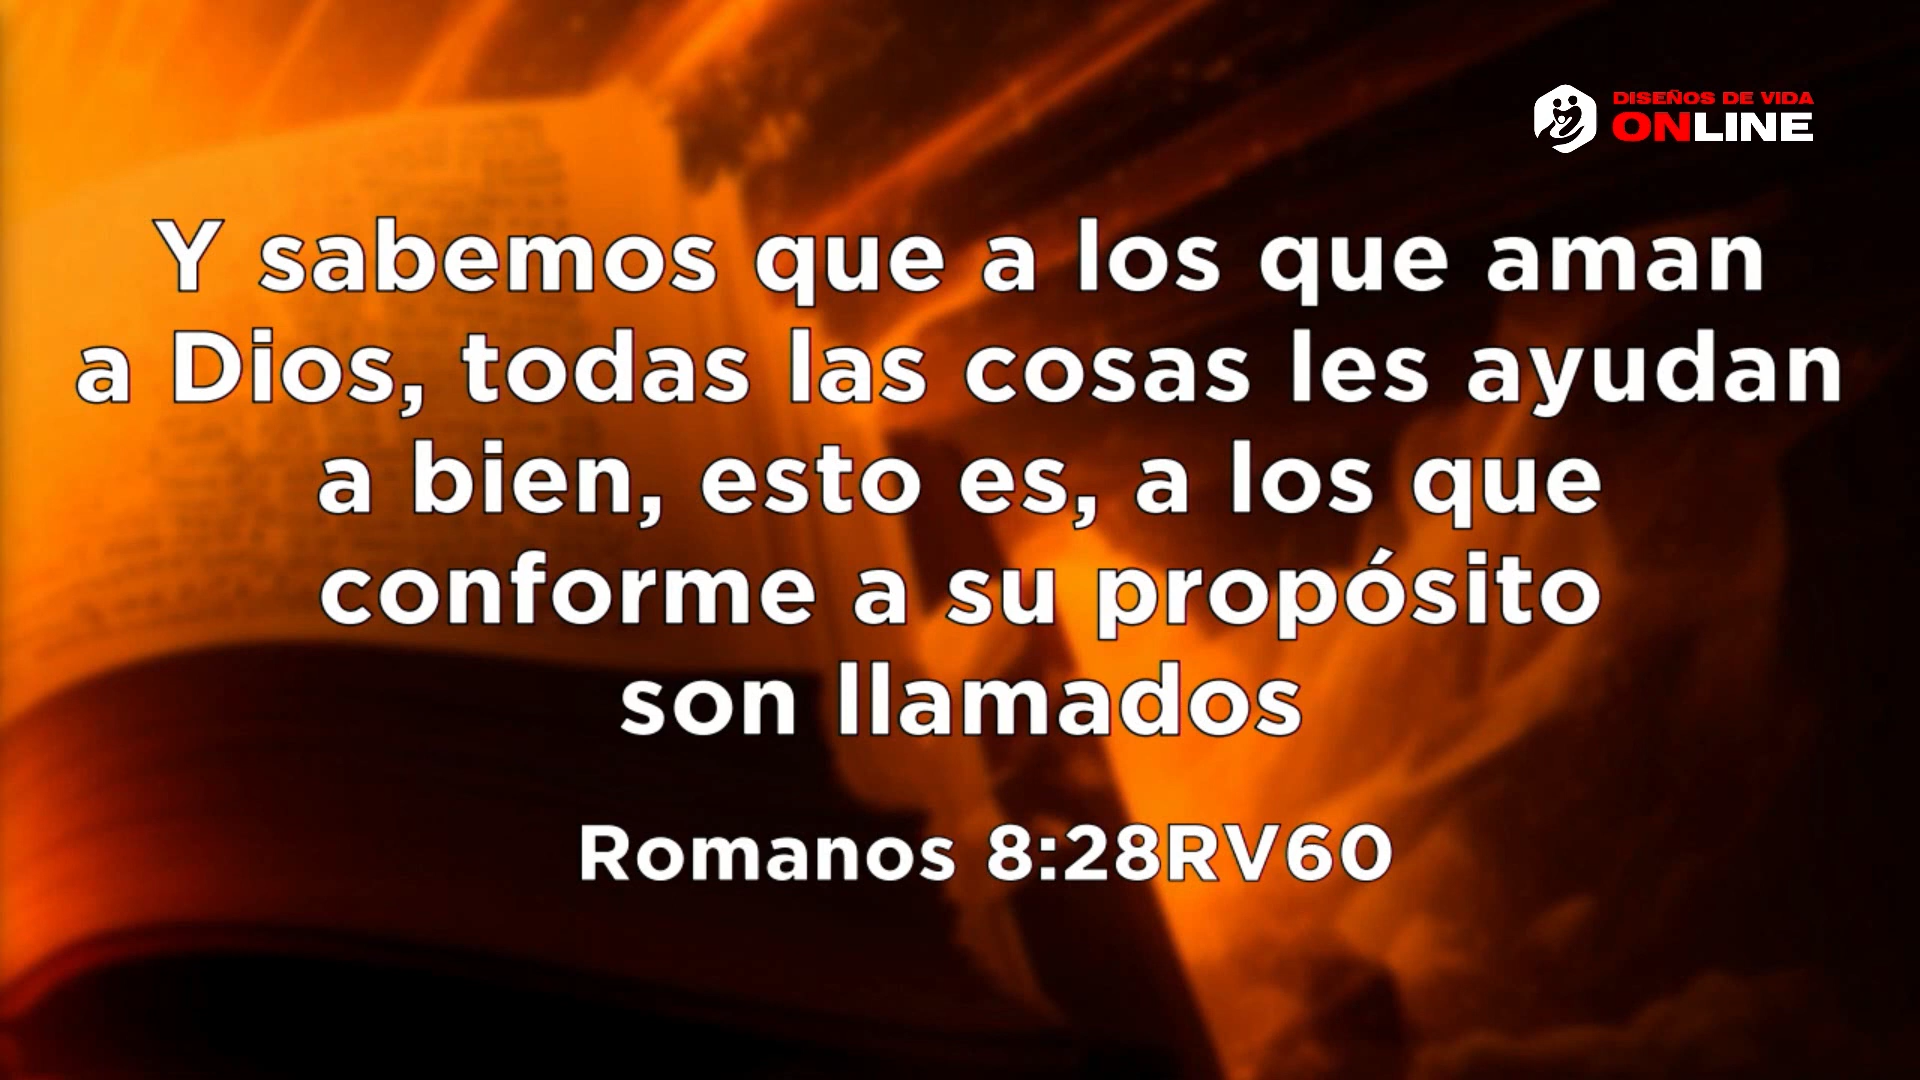 DISEÑOS DE VIDA
ONLINE
Y sabemos que a los que aman
a Dios, todas las cosas les ayudan
a bien, esto es, a los que
conforme a su propósito
son llamados
Romanos 8:28RV60